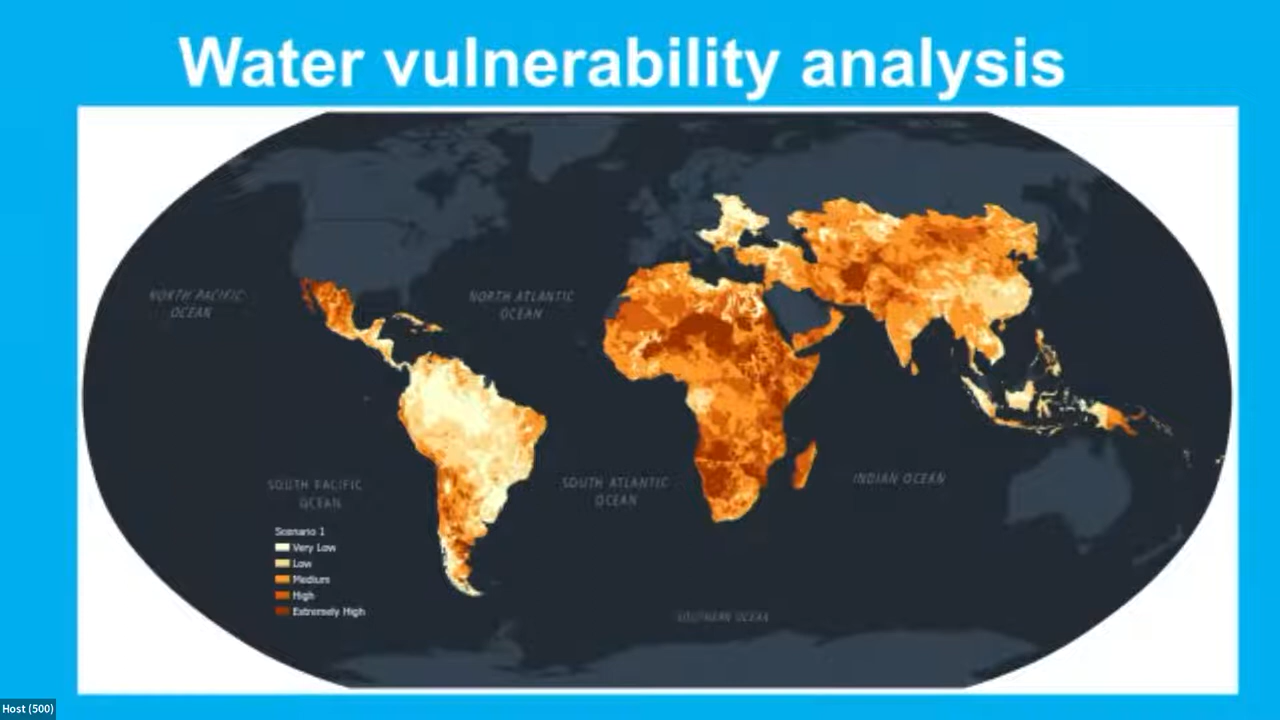 Water vulnerability analysis
NORTH PACIFIC
OCEAN
NORTH ATLANTIC
OCEAN
SOUTH PACIFIC
OCEAN
SOUTH ATLANTIC
OCEAN
INDIAN OCEAN
Scenario 1
Very Low
Low
Medium
High
Extremely High
SOUTHERN OCEAN
Host (500)